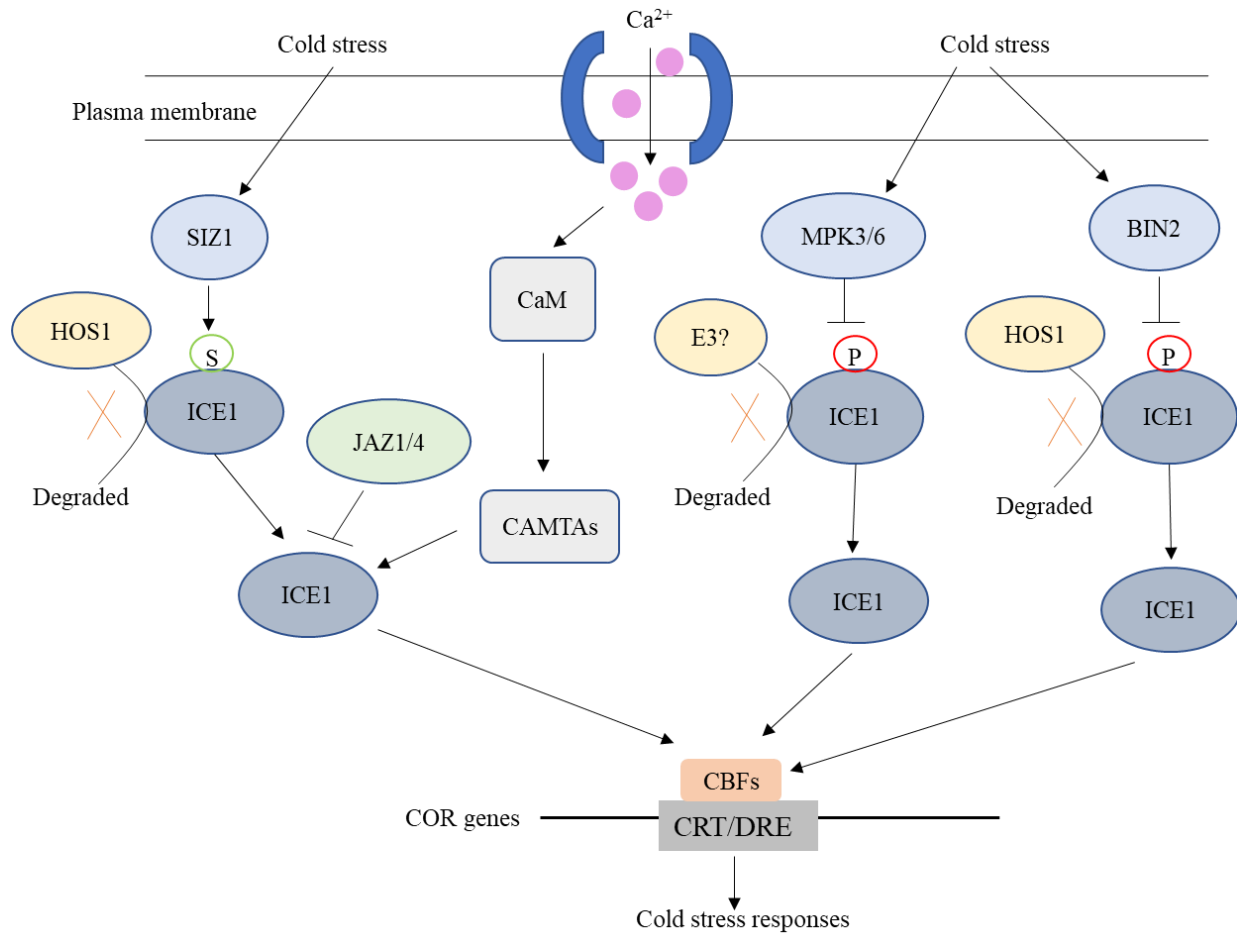 Ca²⁺
Cold stress
Cold stress
Plasma membrane
SIZ1
MPK3/6
BIN2
CaM
HOS1
E3?
HOS1
S
P
P
ICE1
ICE1
ICE1
JAZ1/4
Degraded
Degraded
Degraded
CAMTAs
ICE1
ICE1
ICE1
CBFs
COR genes
CRT/DRE
Cold stress responses